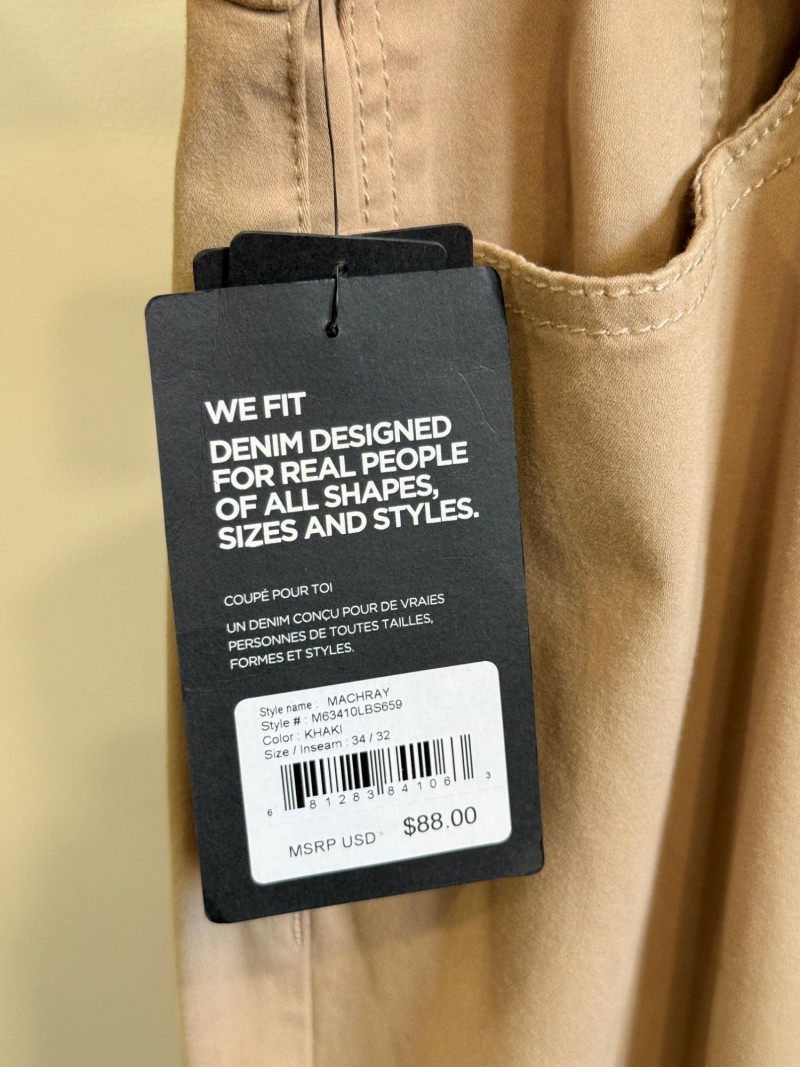 WE FIT
DENIM DESIGNED
FOR REAL PEOPLE
OF ALL SHAPES,
SIZES AND STYLES.
COUPÉ POUR TOI
UN DENIM CONÇU POUR DE VRAIES
PERSONNES DE TOUTES TAILLES,
FORMES ET STYLES.
Style name : MACHRAY
Style # : M63410LBS659
Color : KHAKI
Size / Inseam : 34 / 32
6 81283 84106 3
MSRP USD $88.00